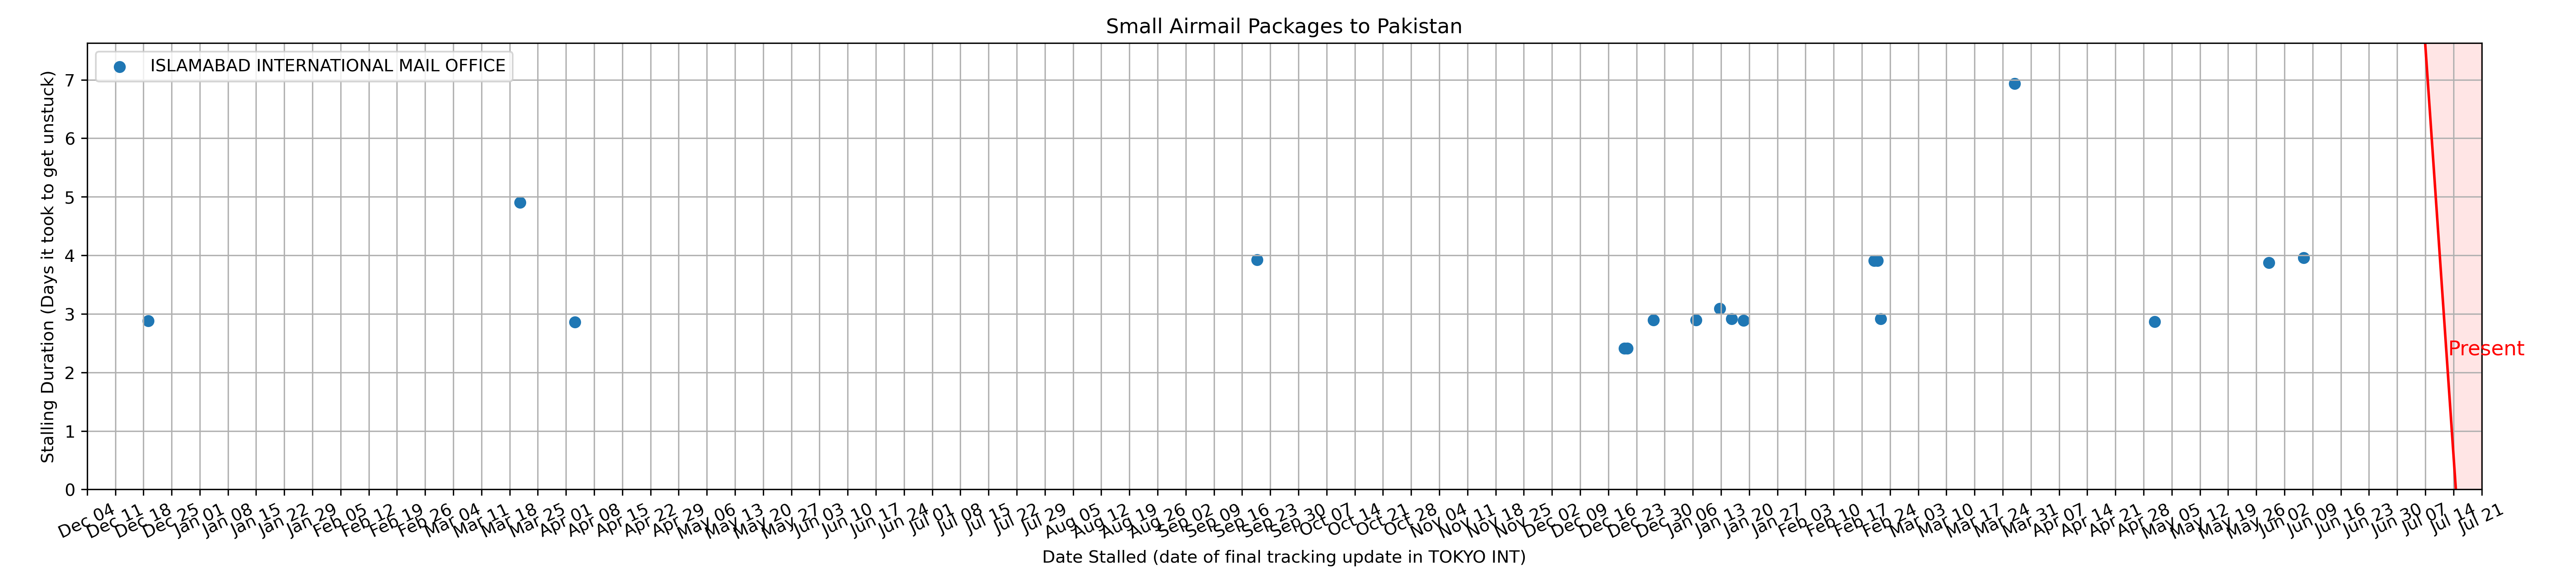 Small Airmail Packages to Pakistan
ISLAMABAD INTERNATIONAL MAIL OFFICE
Stalling Duration (Days it took to get unstuck)
7
6
5
4
3
2
1
0
Present
Dec 04 Dec 11 Dec 18 Dec 25 Jan 01 Jan 08 Jan 15 Jan 22 Jan 29 Feb 05 Feb 12 Feb 19 Feb 26 Mar 04 Mar 11 Mar 18 Mar 25 Apr 01 Apr 08 Apr 15 Apr 22 Apr 29 May 06 May 13 May 20 May 27 Jun 03 Jun 10 Jun 17 Jun 24 Jul 01 Jul 08 Jul 15 Jul 22 Jul 29 Aug 05 Aug 12 Aug 19 Aug 26 Sep 02 Sep 09 Sep 16 Sep 23 Sep 30 Oct 07 Oct 14 Oct 21 Oct 28 Nov 04 Nov 11 Nov 18 Nov 25 Dec 02 Dec 09 Dec 16 Dec 23 Dec 30 Jan 06 Jan 13 Jan 20 Jan 27 Feb 03 Feb 10 Feb 17 Feb 24 Mar 03 Mar 10 Mar 17 Mar 24 Mar 31 Apr 07 Apr 14 Apr 21 Apr 28 May 05 May 12 May 19 May 26 Jun 02 Jun 09 Jun 16 Jun 23 Jun 30 Jul 07 Jul 14 Jul 21
Date Stalled (date of final tracking update in TOKYO INT)